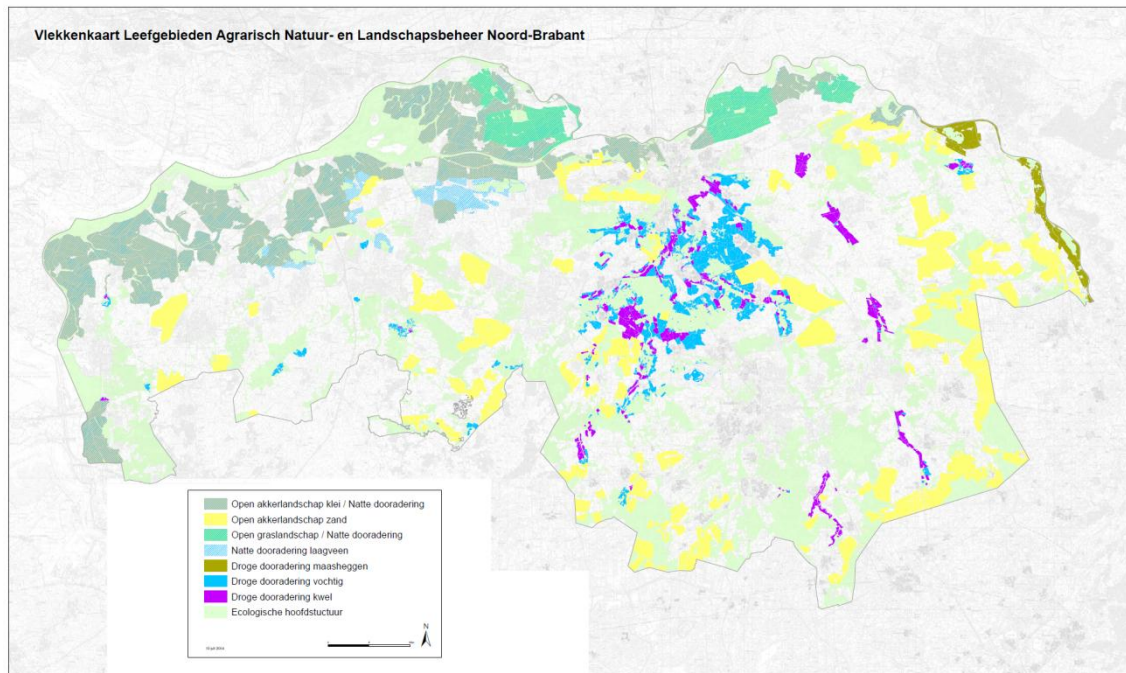 Vlekkenkaart Leefgebieden Agrarisch Natuur- en Landschapsbeheer Noord-Brabant
Open akkerlandschap klei / Natte dooradering
Open akkerlandschap zand
Open graslandschap / Natte dooradering
Natte dooradering laagveen
Droge dooradering maasheggen
Droge dooradering vochtig
Droge dooradering kwel
Ecologische hoofdstuctuur
N